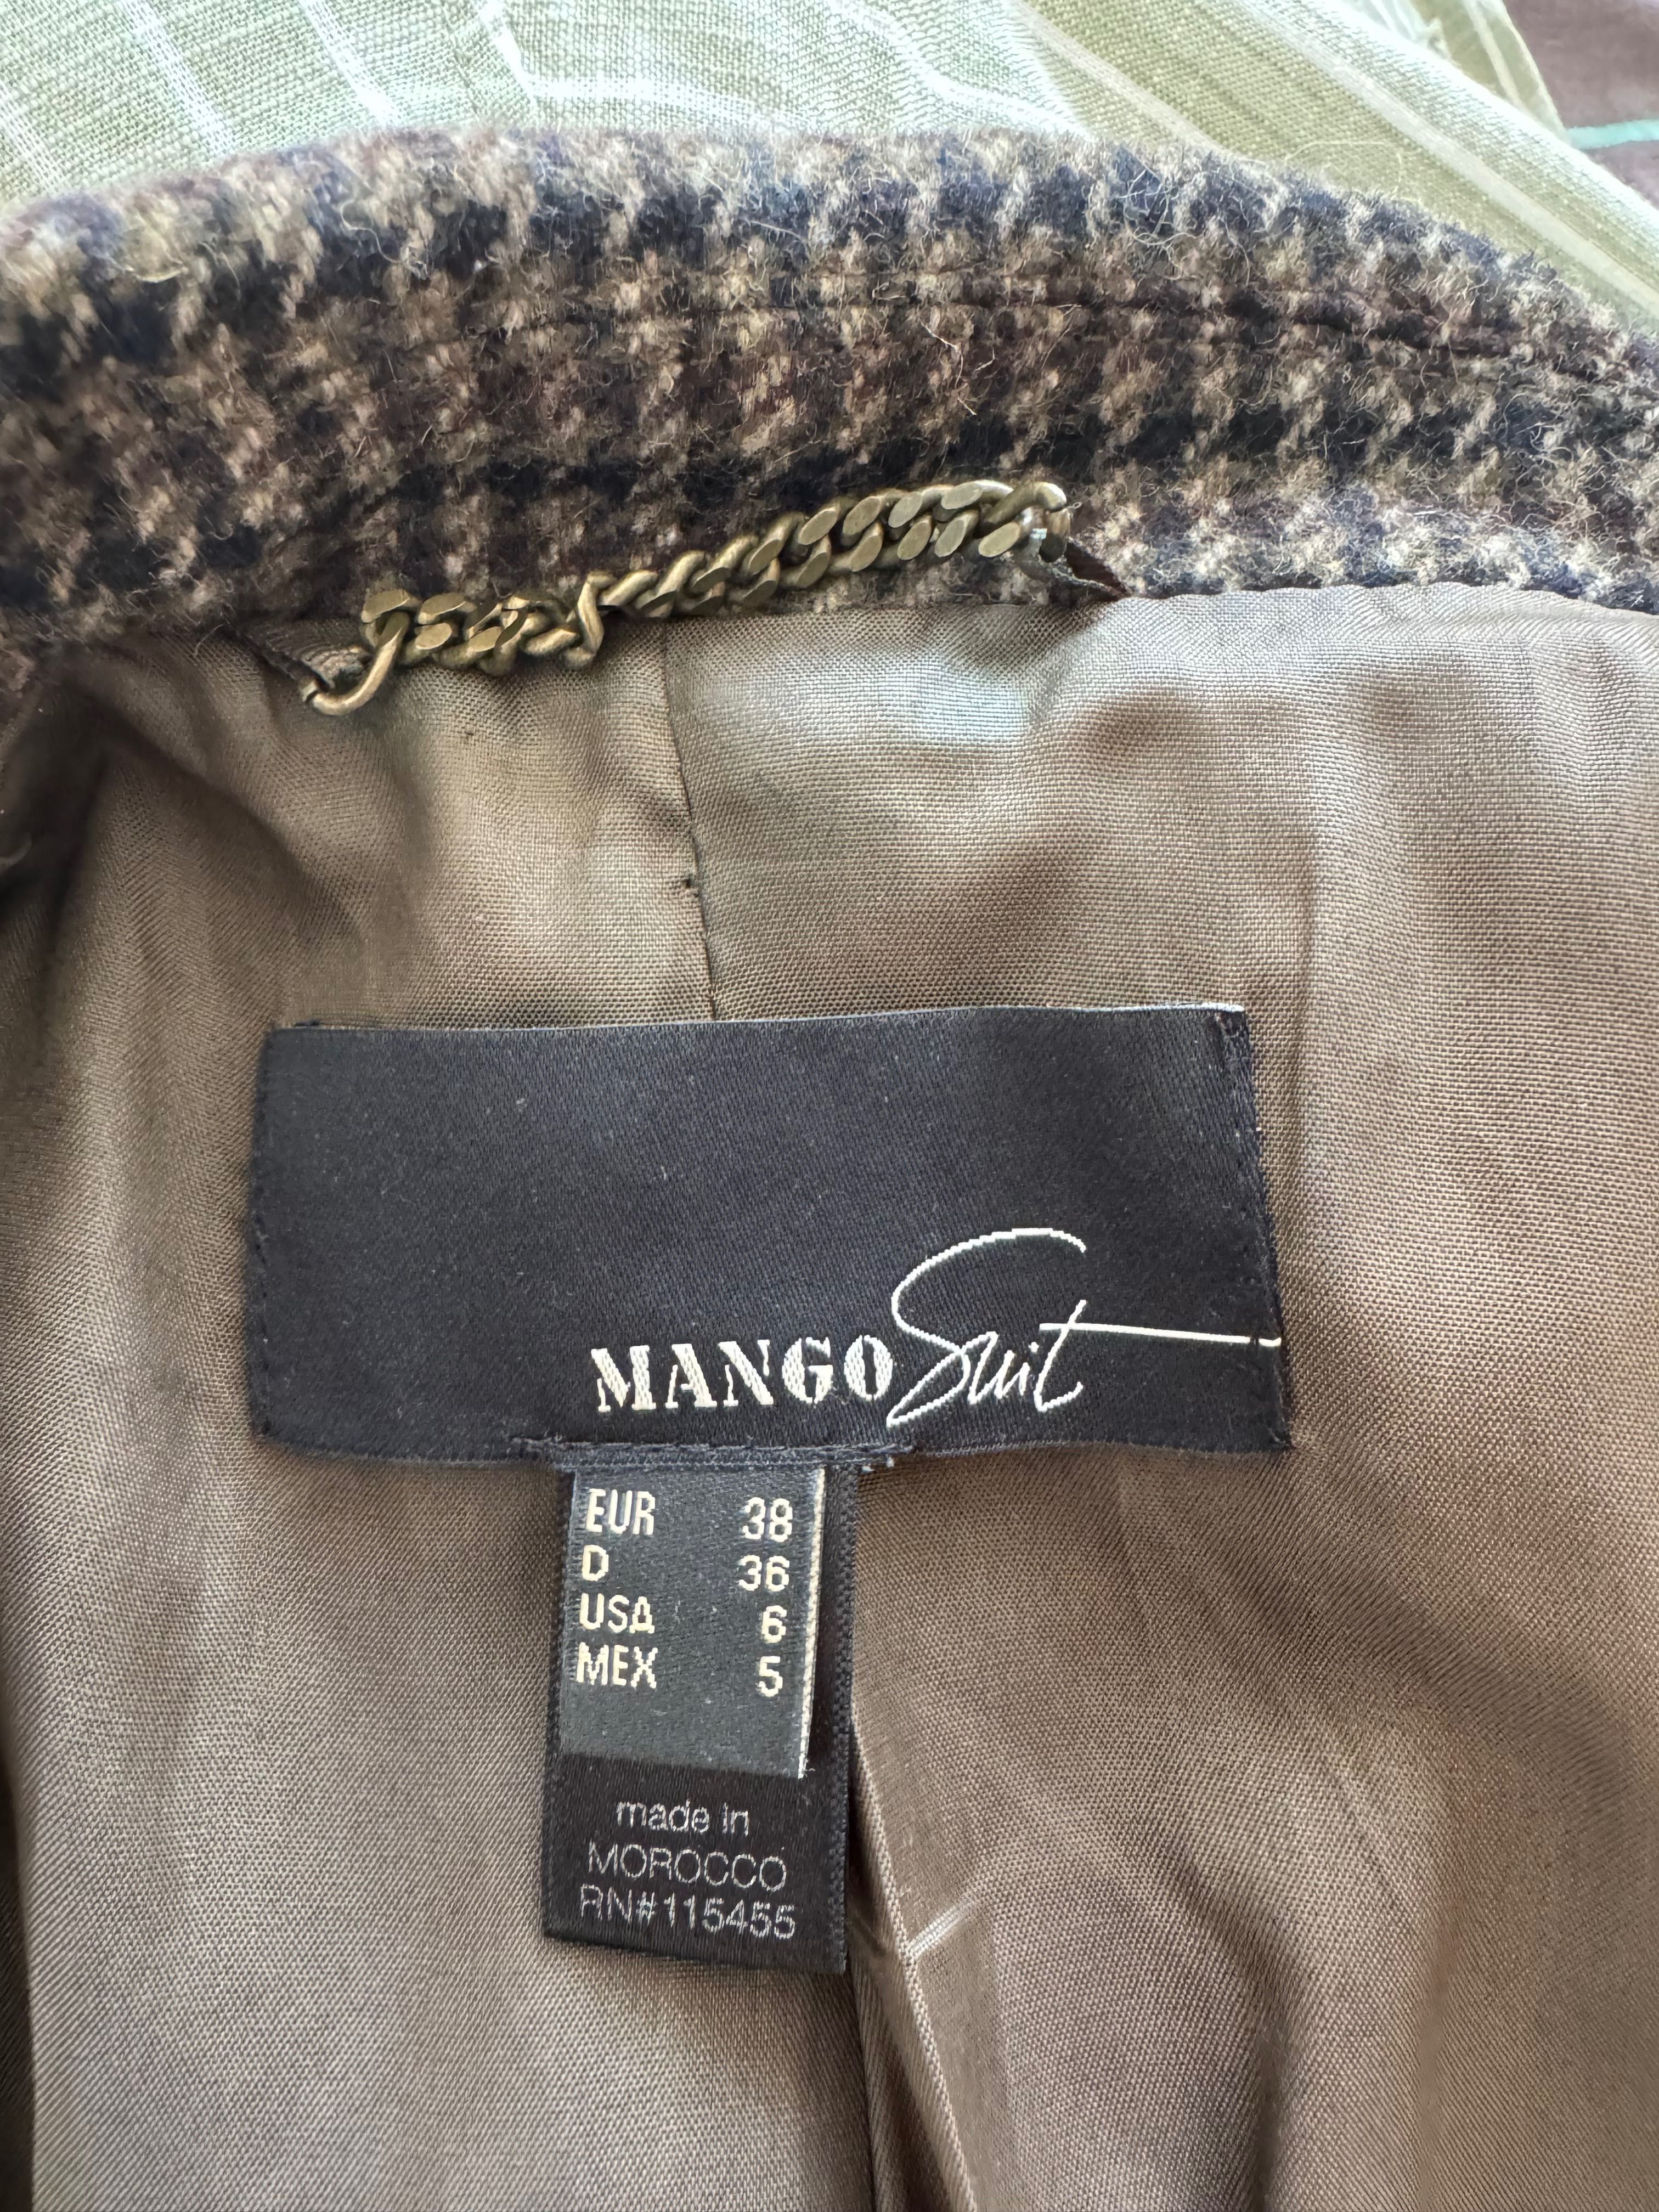 MANGO Suit
EUR 38
D 36
USA 6
MEX 5
made in
MOROCCO
RN#115455